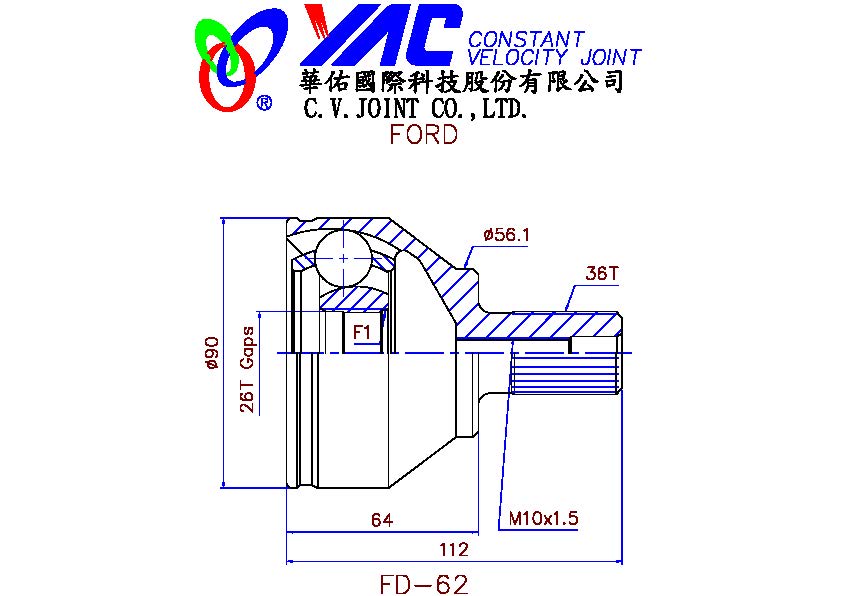 YAC CONSTANT
VELOCITY JOINT
®
華佑國際科技股份有限公司
C.V.JOINT CO.,LTD.
FORD
ø56.1
36T
F1
ø90
26T Gaps
64
M10x1.5
112
FD-62